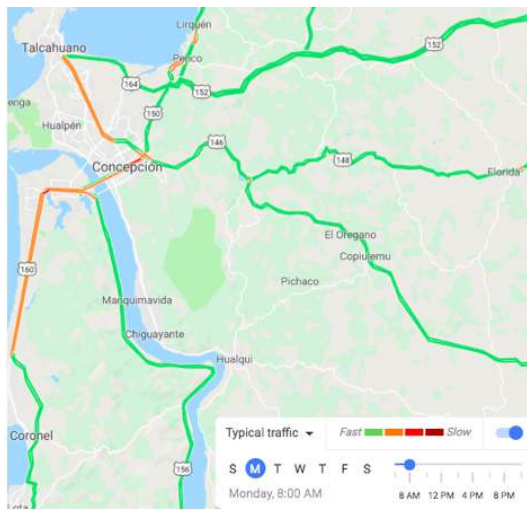 Lirquén
Talcahuano
152
Penco
164
152
enga
150
Hualpén
146
148
Concepción
Florida
El Oregano
Copiulemu
160
Pichaco
Manquimavida
Chiguayante
Hualqui
Coronel
156
Lota
Typical traffic
Fast
Slow
S M T W T F S
Monday, 8:00 AM
8 AM 12 PM 4 PM 8 PM